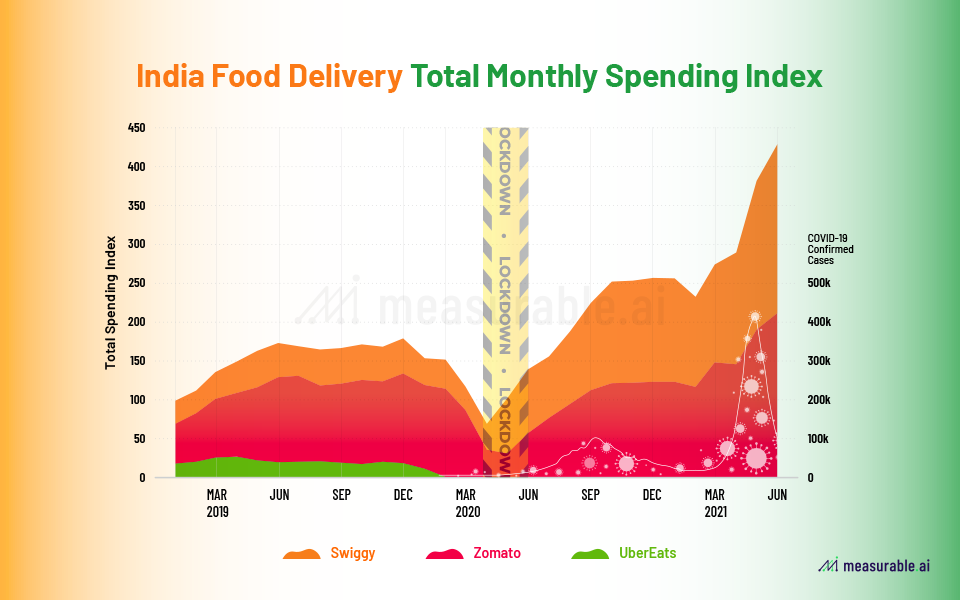 India Food Delivery Total Monthly Spending Index
450
400
350
300
250
200
150
100
50
0
Total Spending Index
OCKDOWN • LOCKDOWN • LOCKDOWN
measurable.ai
COVID-19
Confirmed
Cases
500k
400k
300k
200k
100k
0
MAR JUN SEP DEC MAR JUN SEP DEC MAR JUN
2019 2020 2021
Swiggy Zomato UberEats
measurable.ai